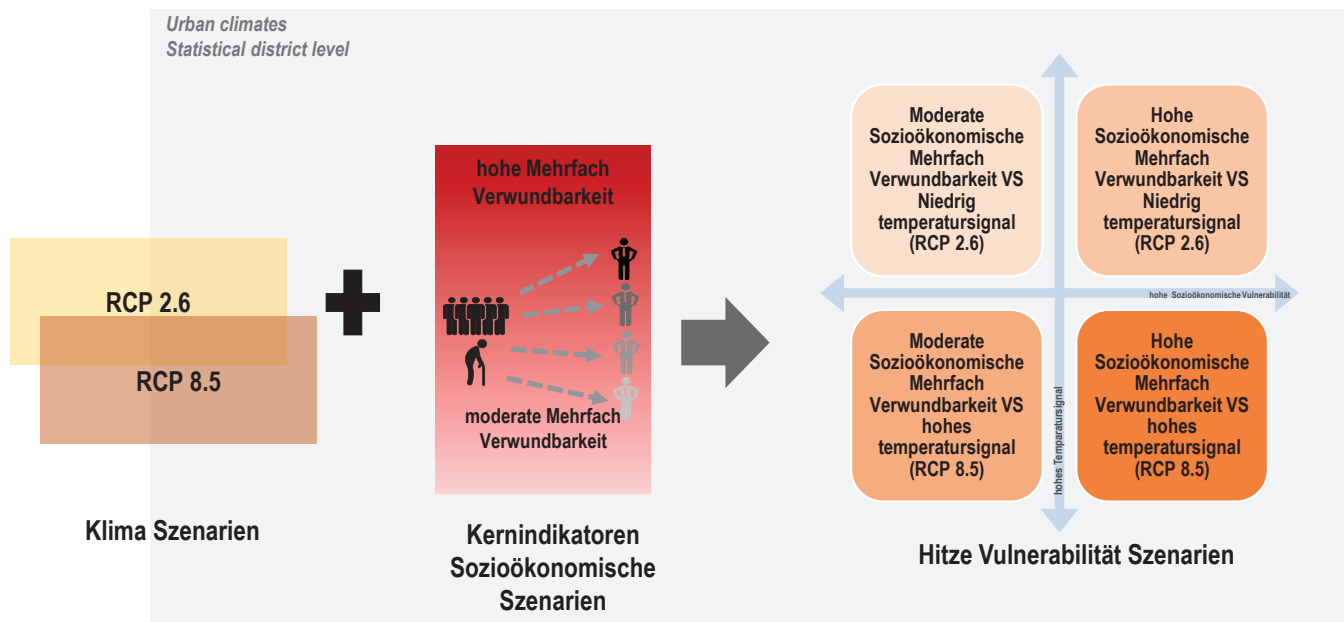 Urban climates
Statistical district level
RCP 2.6
RCP 8.5
Klima Szenarien
hohe Mehrfach
Verwundbarkeit
moderate Mehrfach
Verwundbarkeit
Kernindikatoren
Sozioökonomische
Szenarien
Moderate
Sozioökonomische
Mehrfach
Verwundbarkeit VS
Niedrig
temperatursignal
(RCP 2.6)
Hohe
Sozioökonomische
Mehrfach
Verwundbarkeit VS
Niedrig
temperatursignal
(RCP 2.6)
hohe Sozioökonomische Vulnerabilität
Moderate
Sozioökonomische
Mehrfach
Verwundbarkeit VS
hohes
temperatursignal
(RCP 8.5)
hohes Temparatursignal
Hohe
Sozioökonomische
Mehrfach
Verwundbarkeit VS
hohes
temperatursignal
(RCP 8.5)
Hitze Vulnerabilität Szenarien